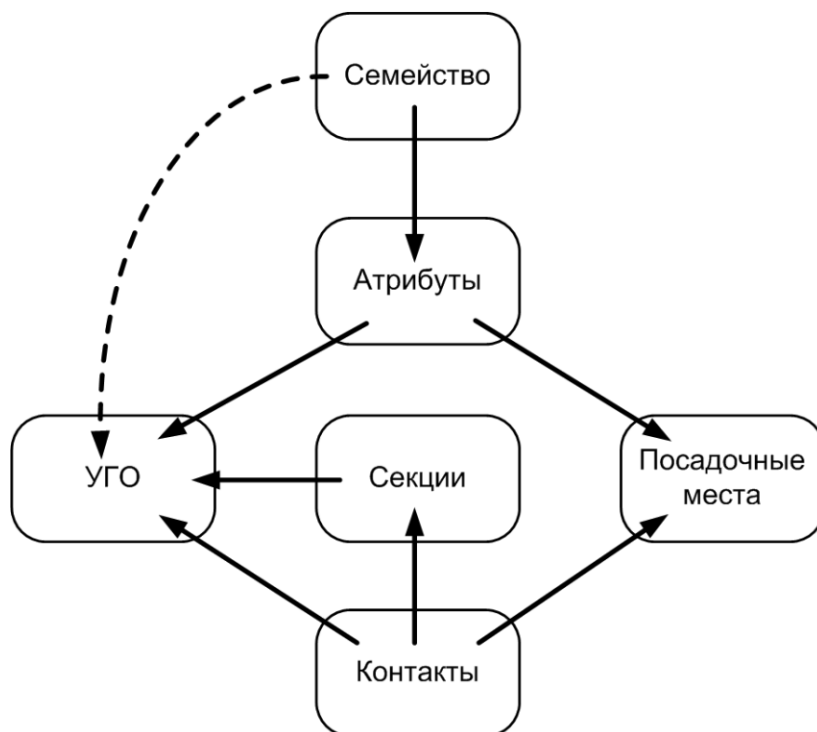 Семейство
Атрибуты
УГО
Секции
Посадочные
места
Контакты